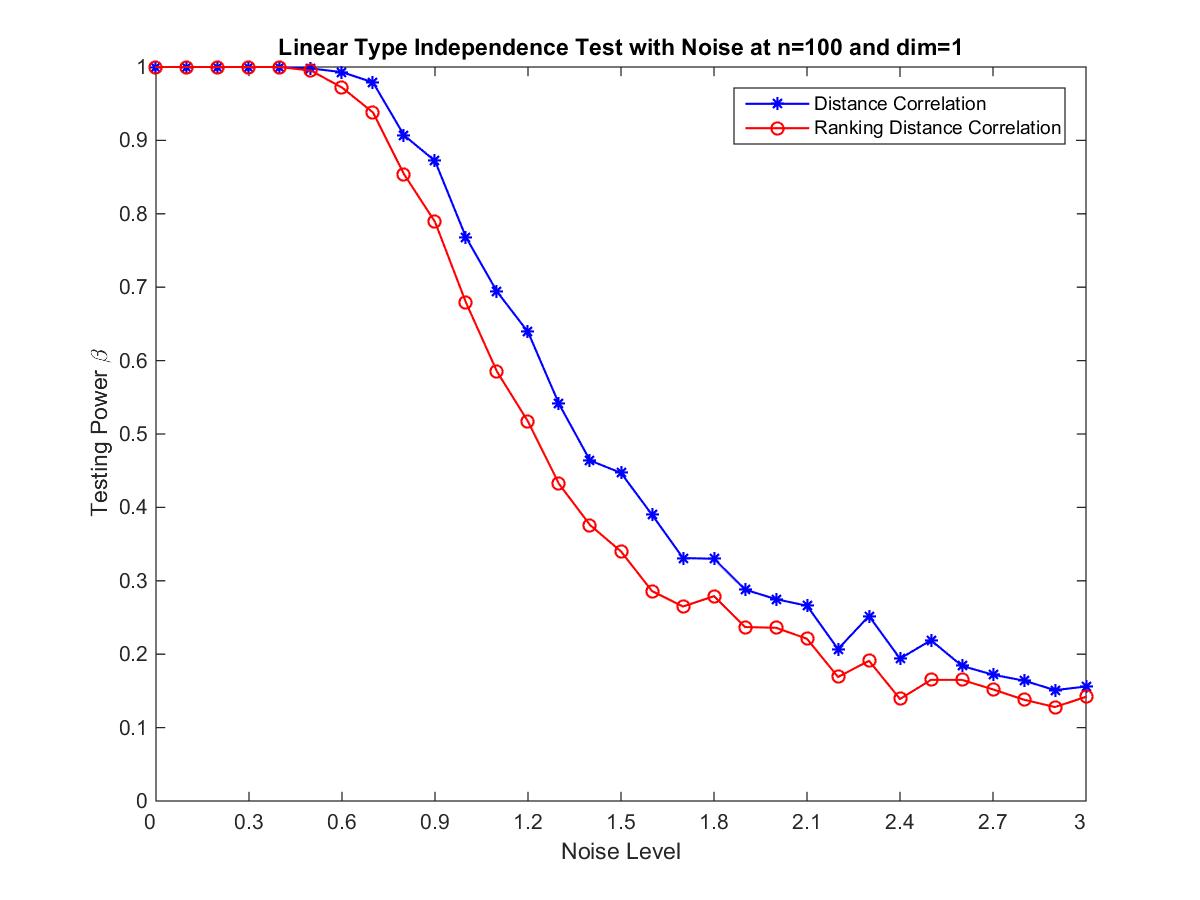 Linear Type Independence Test with Noise at n=100 and dim=1
Distance Correlation
Ranking Distance Correlation
Testing Power β
1
0.9
0.8
0.7
0.6
0.5
0.4
0.3
0.2
0.1
0
0 0.3 0.6 0.9 1.2 1.5 1.8 2.1 2.4 2.7 3
Noise Level